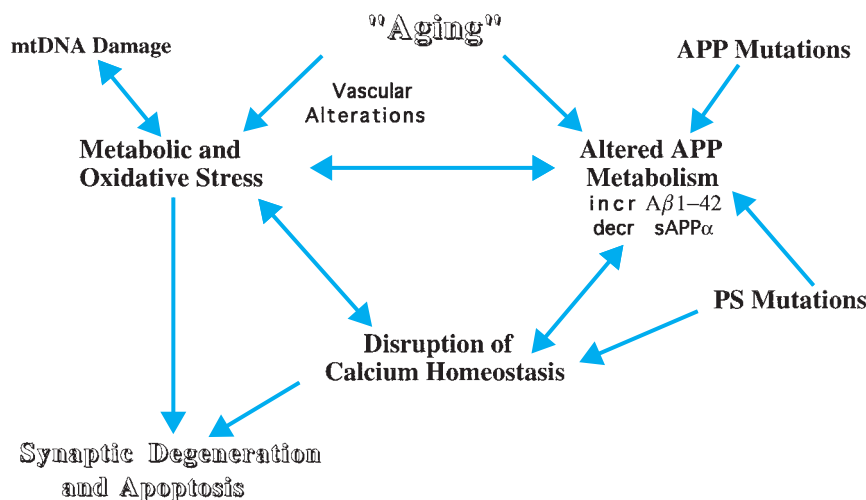 "Aging"
mtDNA Damage
APP Mutations
Vascular
Alterations
Metabolic and
Oxidative Stress
Altered APP
Metabolism
incr Aβ1–42
decr sAPPα
PS Mutations
Disruption of
Calcium Homeostasis
Synaptic Degeneration
and Apoptosis